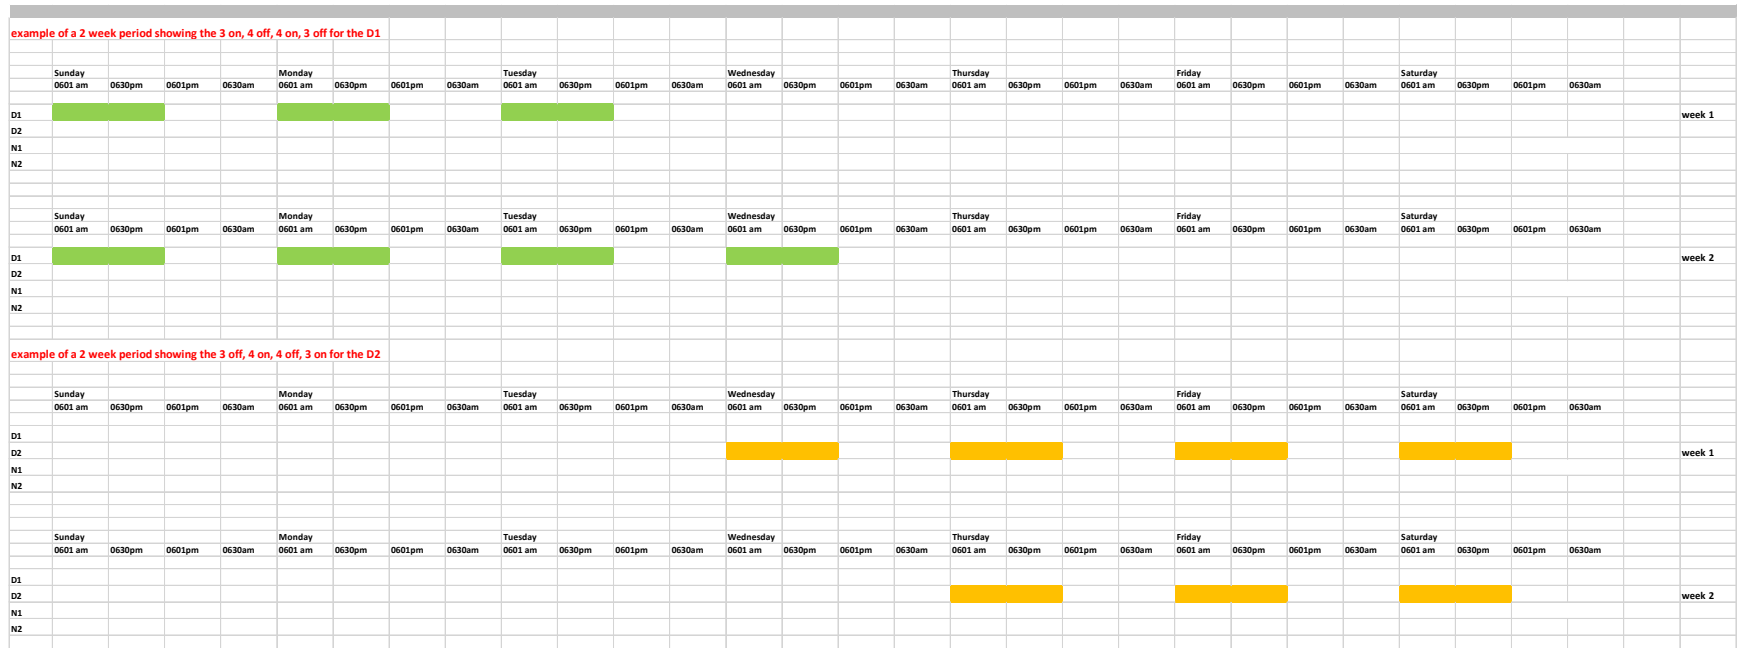 example of a 2 week period showing the 3 on, 4 off, 4 on, 3 off for the D1
Sunday Monday Tuesday Wednesday Thursday Friday Saturday
0601 am 0630pm 0601pm 0630am 0601 am 0630pm 0601pm 0630am 0601 am 0630pm 0601pm 0630am 0601 am 0630pm 0601pm 0630am 0601 am 0630pm 0601pm 0630am 0601 am 0630pm 0601pm 0630am 0601 am 0630pm 0601pm 0630am
D1 week 1
D2
N1
N2
Sunday Monday Tuesday Wednesday Thursday Friday Saturday
0601 am 0630pm 0601pm 0630am 0601 am 0630pm 0601pm 0630am 0601 am 0630pm 0601pm 0630am 0601 am 0630pm 0601pm 0630am 0601 am 0630pm 0601pm 0630am 0601 am 0630pm 0601pm 0630am 0601 am 0630pm 0601pm 0630am
D1 week 2
D2
N1
N2
example of a 2 week period showing the 3 off, 4 on, 4 off, 3 on for the D2
Sunday Monday Tuesday Wednesday Thursday Friday Saturday
0601 am 0630pm 0601pm 0630am 0601 am 0630pm 0601pm 0630am 0601 am 0630pm 0601pm 0630am 0601 am 0630pm 0601pm 0630am 0601 am 0630pm 0601pm 0630am 0601 am 0630pm 0601pm 0630am 0601 am 0630pm 0601pm 0630am
D1
D2 week 1
N1
N2
Sunday Monday Tuesday Wednesday Thursday Friday Saturday
0601 am 0630pm 0601pm 0630am 0601 am 0630pm 0601pm 0630am 0601 am 0630pm 0601pm 0630am 0601 am 0630pm 0601pm 0630am 0601 am 0630pm 0601pm 0630am 0601 am 0630pm 0601pm 0630am 0601 am 0630pm 0601pm 0630am
D1
D2 week 2
N1
N2